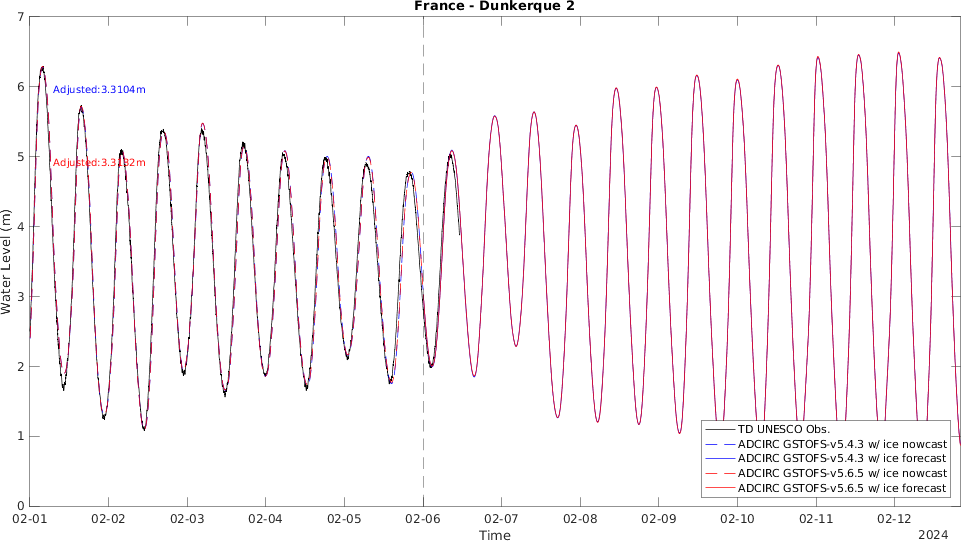 France - Dunkerque 2
7
6
5
4
3
2
1
0
Water Level (m)
Adjusted:3.3104m
Adjusted:3.3132m
TD UNESCO Obs.
ADCIRC GSTOFS-v5.4.3 w/ ice nowcast
ADCIRC GSTOFS-v5.4.3 w/ ice forecast
ADCIRC GSTOFS-v5.6.5 w/ ice nowcast
ADCIRC GSTOFS-v5.6.5 w/ ice forecast
02-01 02-02 02-03 02-04 02-05 02-06 02-07 02-08 02-09 02-10 02-11 02-12
Time
2024